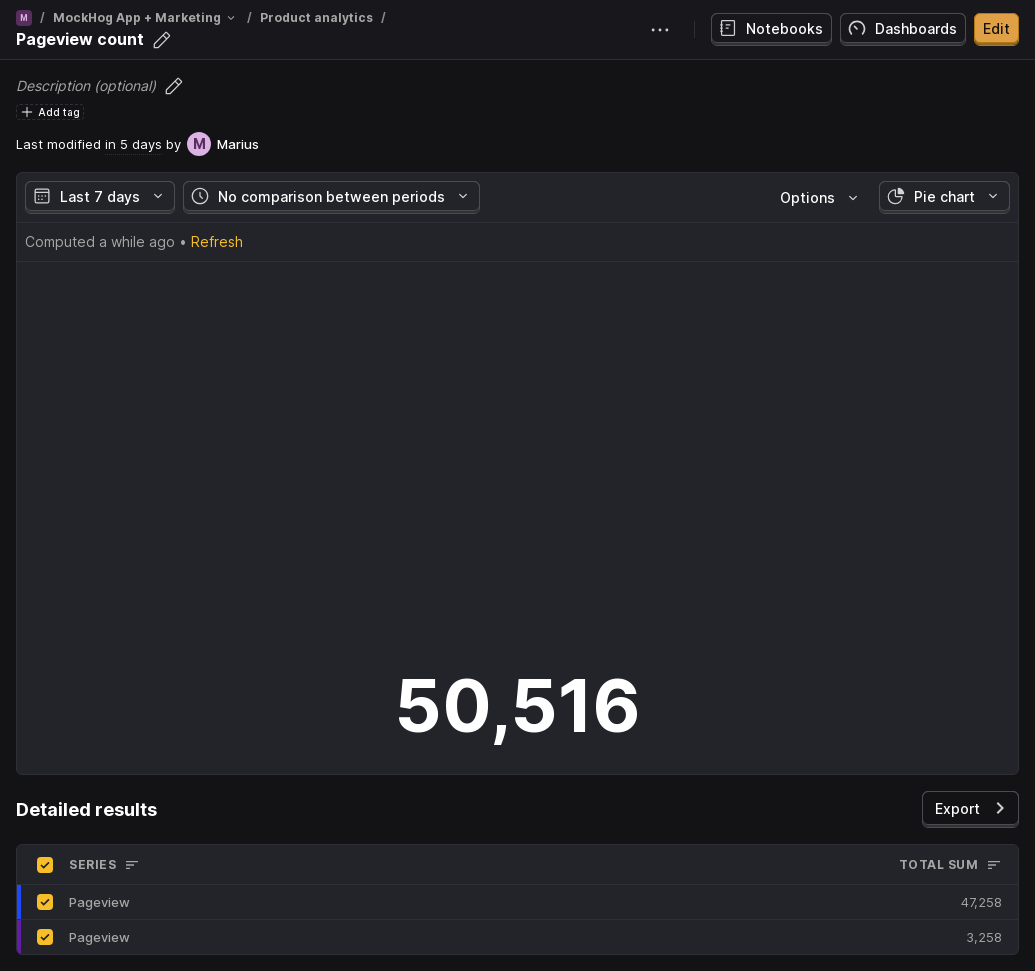 M / MockHog App + Marketing / Product analytics /
Pageview count
Notebooks Dashboards Edit
Description (optional)
Add tag
Last modified in 5 days by M Marius
Last 7 days No comparison between periods Options Pie chart
Computed a while ago • Refresh
50,516
Detailed results Export
SERIES TOTAL SUM
Pageview 47,258
Pageview 3,258